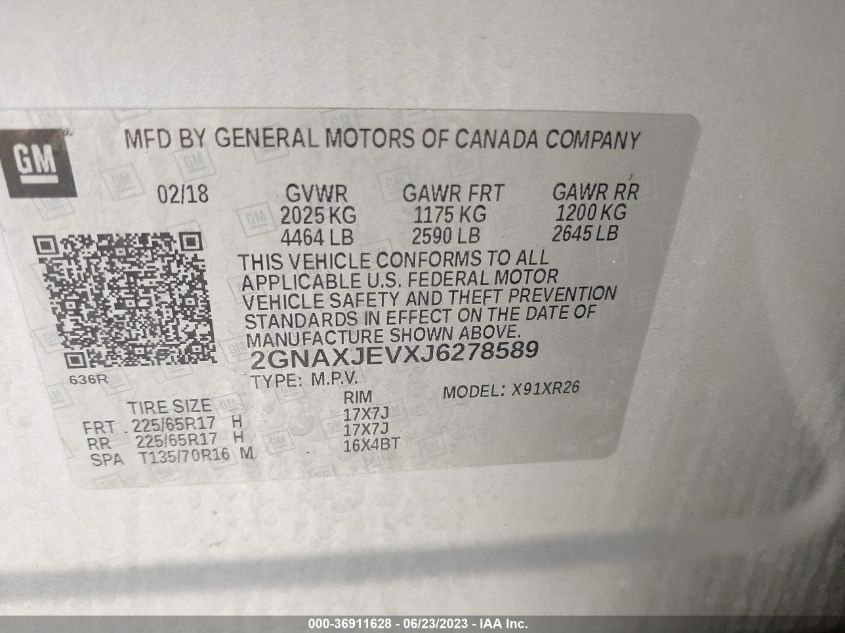 GM
MFD BY GENERAL MOTORS OF CANADA COMPANY
02/18 GVWR GAWR FRT GAWR RR
2025 KG 1175 KG 1200 KG
4464 LB 2590 LB 2645 LB
THIS VEHICLE CONFORMS TO ALL
APPLICABLE U.S. FEDERAL MOTOR
VEHICLE SAFETY AND THEFT PREVENTION
STANDARDS IN EFFECT ON THE DATE OF
MANUFACTURE SHOWN ABOVE.
2GNAXJEVXJ6278589
636R
TYPE: M.P.V. MODEL: X91XR26
TIRE SIZE RIM
FRT 225/65R17 H 17X7J
RR 225/65R17 H 17X7J
SPA T135/70R16 M 16X4BT
000-36911628 - 06/23/2023 - IAA Inc.